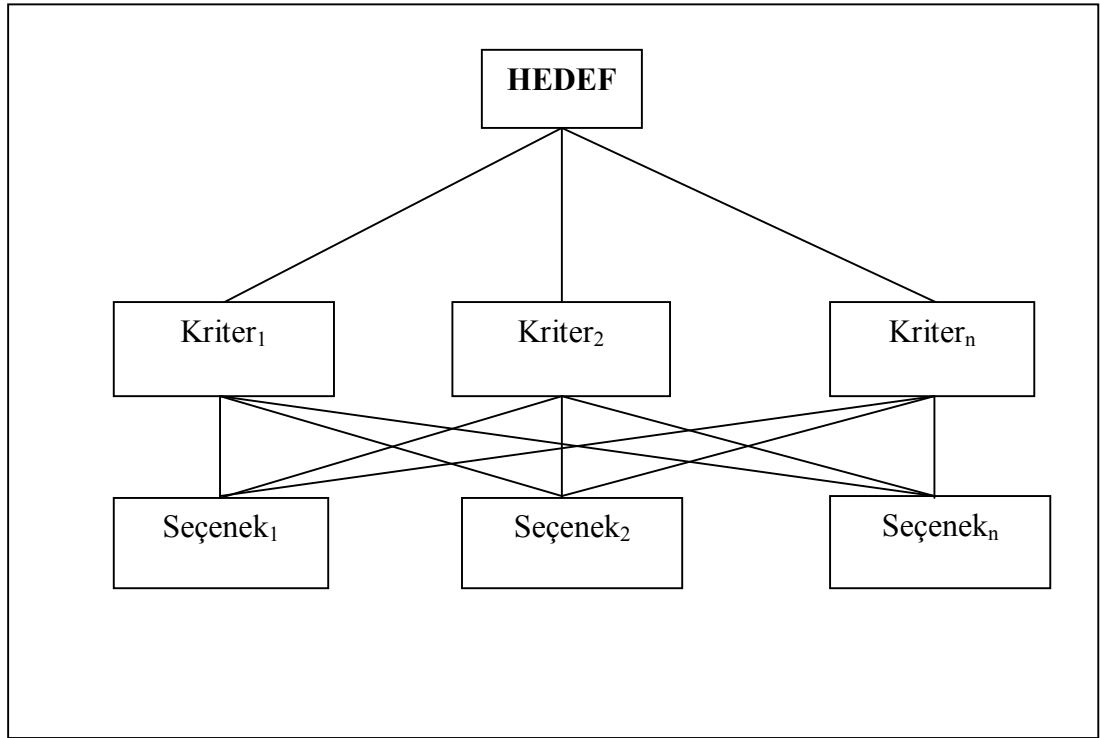 HEDEF
Kriter₁ Kriter₂ Kriterₙ
Seçenek₁ Seçenek₂ Seçenekₙ